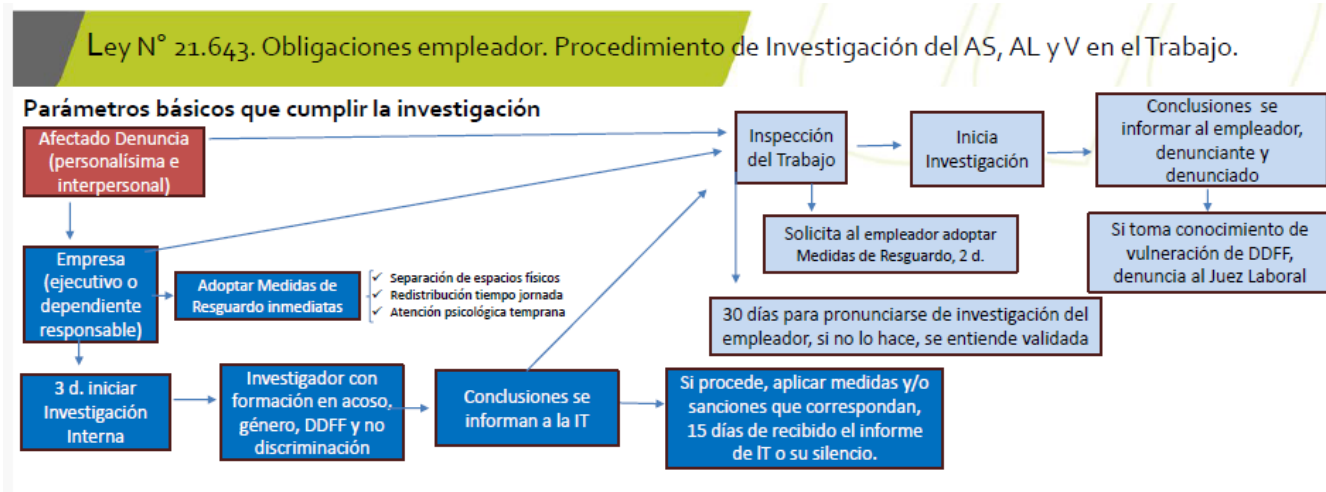 Ley N° 21.643. Obligaciones empleador. Procedimiento de Investigación del AS, AL y V en el Trabajo.
Parámetros básicos que cumplir la investigación
Afectado Denuncia
(personalísima e
interpersonal)
Inspección
del Trabajo
Inicia
Investigación
Conclusiones se
informar al empleador,
denunciante y
denunciado
Empresa
(ejecutivo o
dependiente
responsable)
Adoptar Medidas de
Resguardo inmediatas
✓ Separación de espacios físicos
✓ Redistribución tiempo jornada
✓ Atención psicológica temprana
Solicita al empleador adoptar
Medidas de Resguardo, 2 d.
Si toma conocimiento de
vulneración de DDFF,
denuncia al Juez Laboral
30 días para pronunciarse de investigación del
empleador, si no lo hace, se entiende validada
3 d. iniciar
Investigación
Interna
Investigador con
formación en acoso,
género, DDFF y no
discriminación
Conclusiones se
informan a la IT
Si procede, aplicar medidas y/o
sanciones que correspondan,
15 días de recibido el informe
de IT o su silencio.